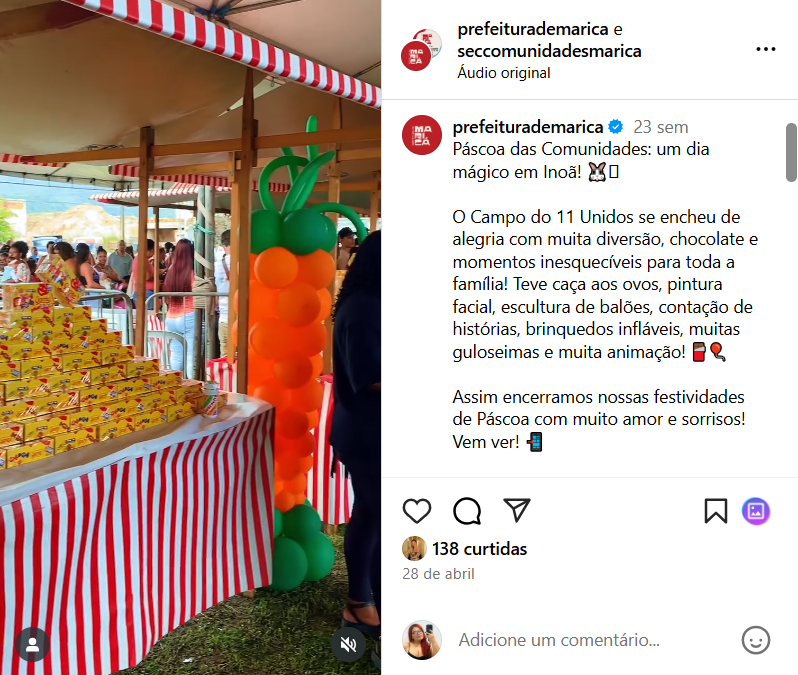 prefeiturademarica e
seccomunidadesmarica
Áudio original
prefeiturademarica 23 sem
Páscoa das Comunidades: um dia
mágico em Inoã! 🐰
O Campo do 11 Unidos se encheu de
alegria com muita diversão, chocolate e
momentos inesquecíveis para toda a
família! Teve caça aos ovos, pintura
facial, escultura de balões, contação de
histórias, brinquedos infláveis, muitas
guloseimas e muita animação! 🍫🎈
Assim encerramos nossas festividades
de Páscoa com muito amor e sorrisos!
Vem ver! 📲
138 curtidas
28 de abril
Adicione um comentário...